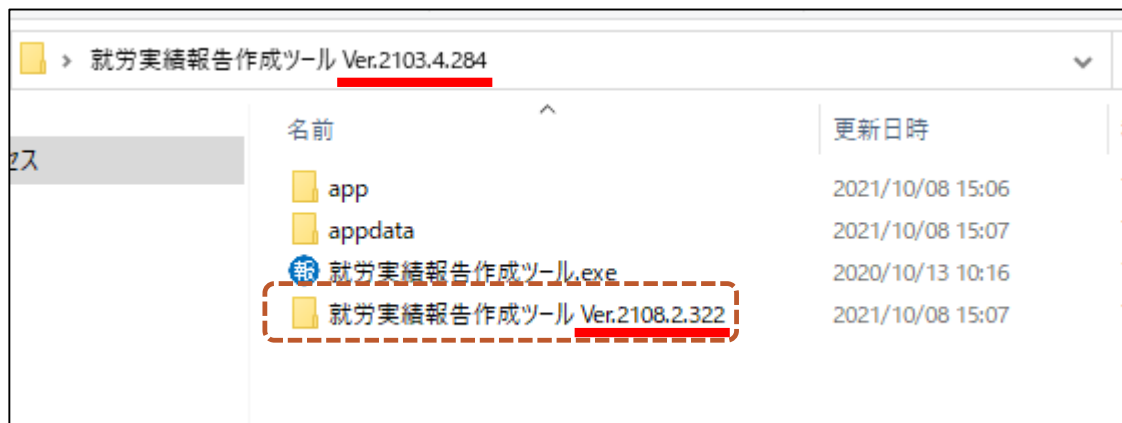 就労実績報告作成ツール Ver.2103.4.284
名前
更新日時
セス
app
2021/10/08 15:06
appdata
2021/10/08 15:07
報 就労実績報告作成ツール.exe
2020/10/13 10:16
就労実績報告作成ツール Ver.2108.2.322
2021/10/08 15:07